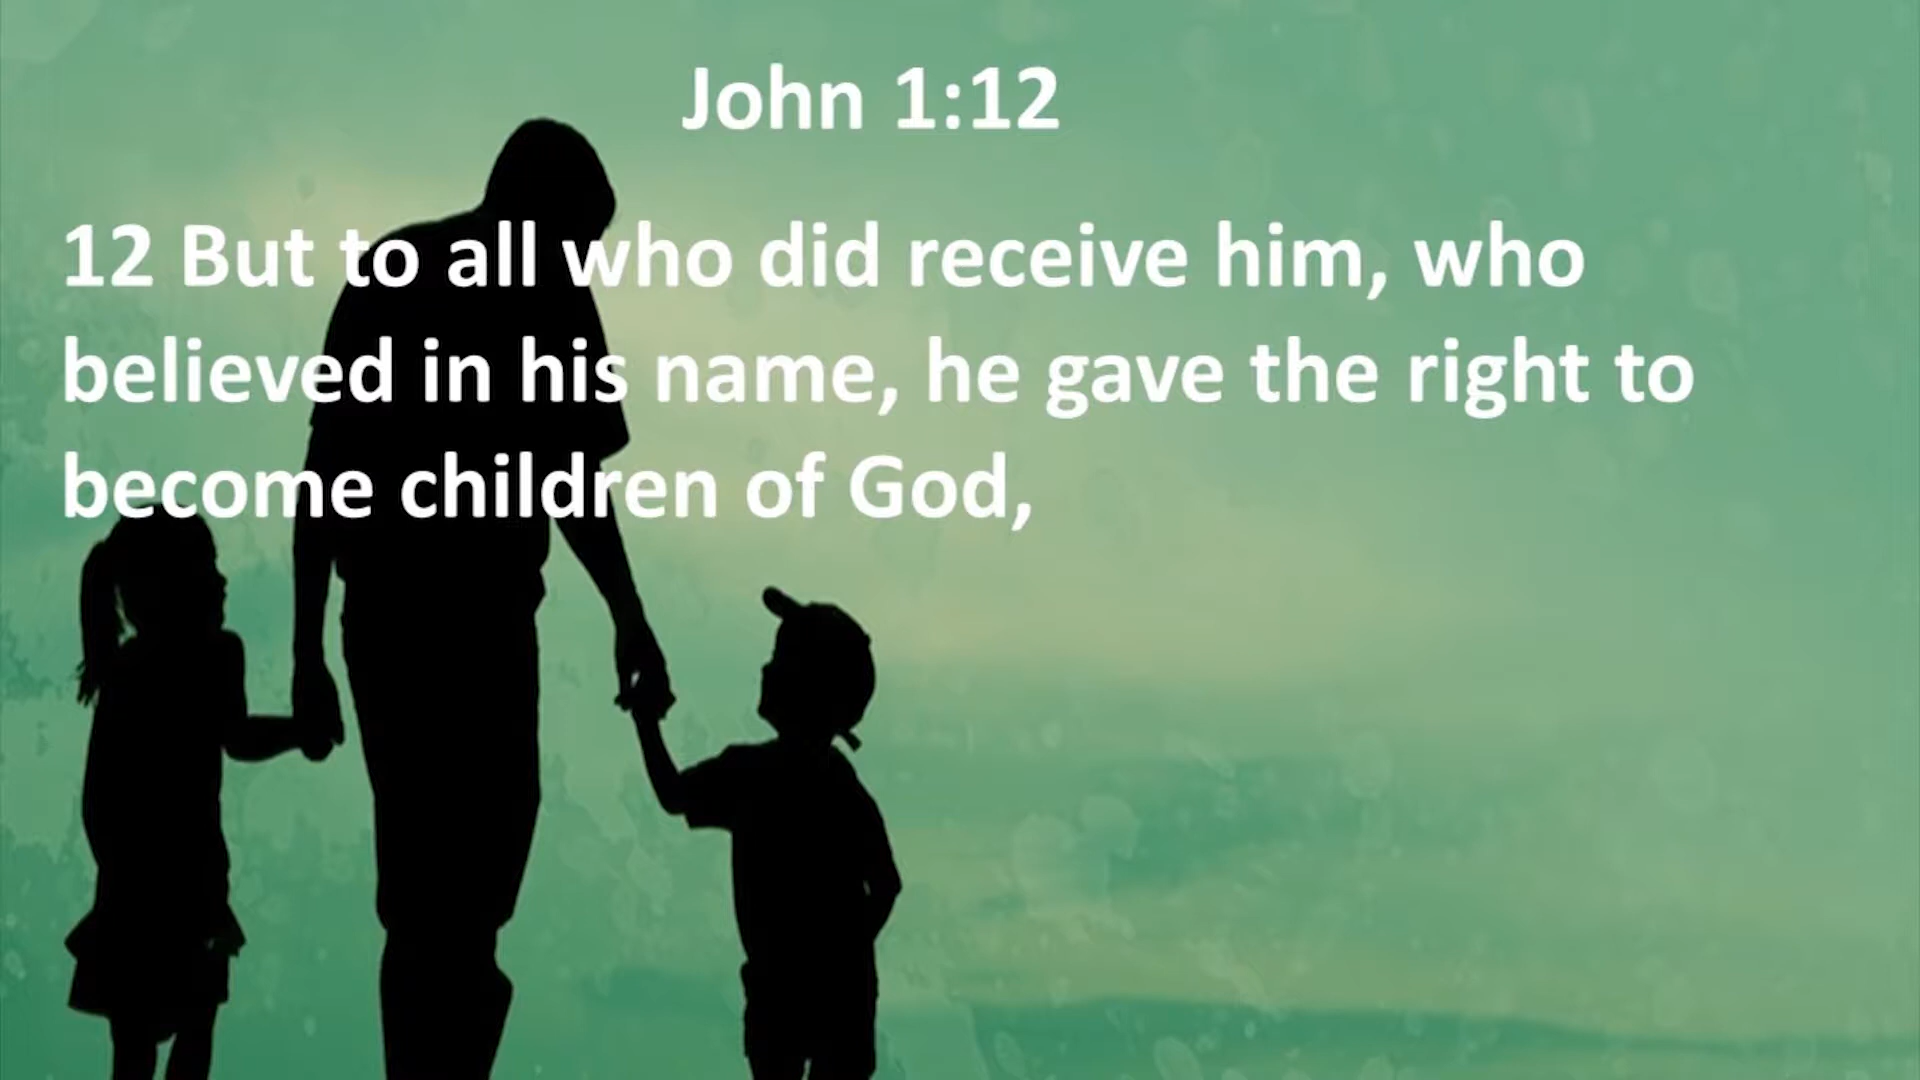 John 1:12
12 But to all who did receive him, who
believed in his name, he gave the right to
become children of God,